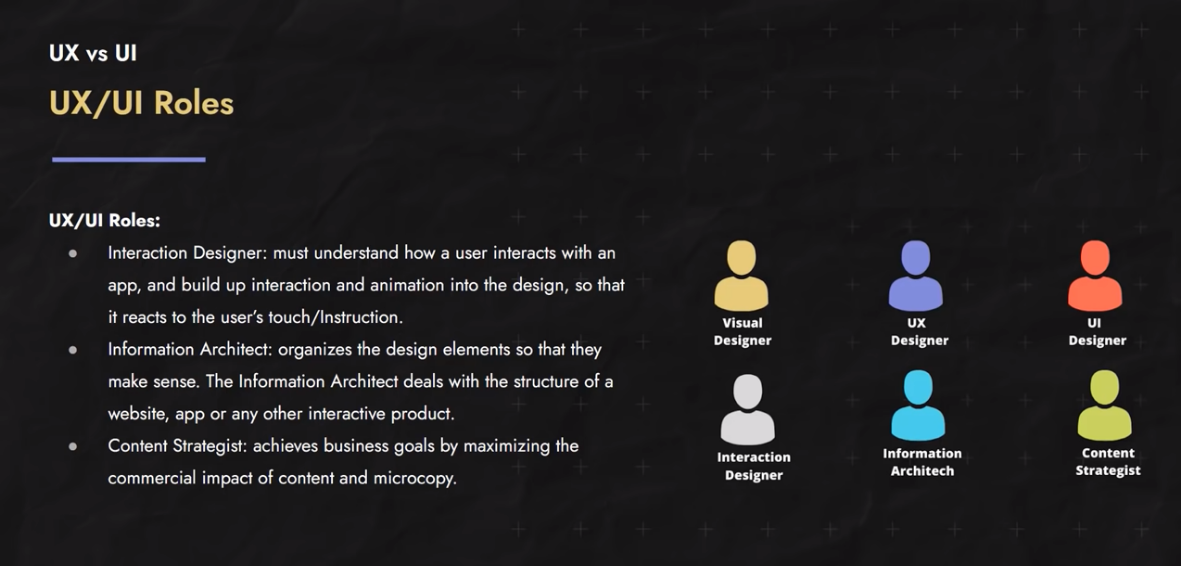 UX vs UI
UX/UI Roles
UX/UI Roles:
● Interaction Designer: must understand how a user interacts with an
app, and build up interaction and animation into the design, so that
it reacts to the user’s touch/Instruction.
● Information Architect: organizes the design elements so that they
make sense. The Information Architect deals with the structure of a
website, app or any other interactive product.
● Content Strategist: achieves business goals by maximizing the
commercial impact of content and microcopy.
Visual
Designer
UX
Designer
UI
Designer
Interaction
Designer
Information
Architech
Content
Strategist